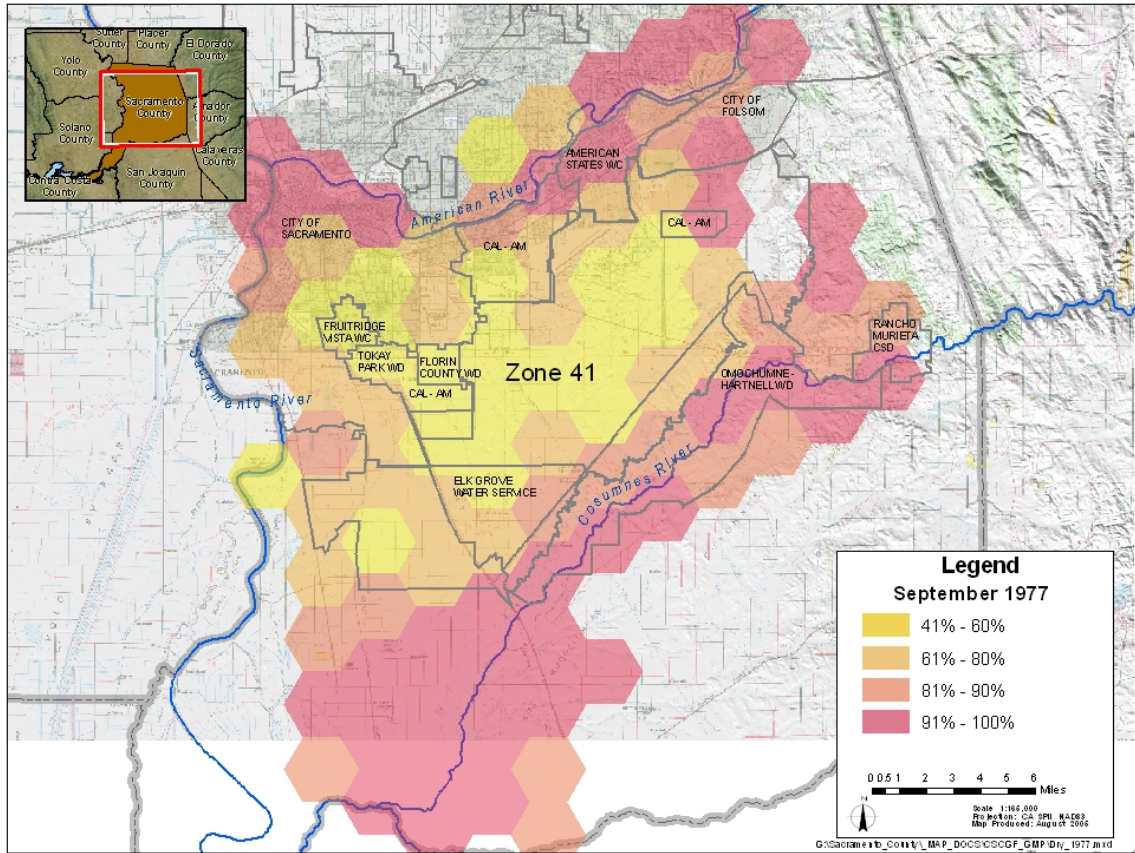 Sutter
County
Placer
County
El Dorado
County
Yolo
County
Sacramento
County
Amador
County
Solano
County
Calaveras
County
Contra Costa
County
San Joaquin
County
CITY OF
FOLSOM
AMERICAN
STATES WC
American River
CITY OF
SACRAMENTO
CAL - AM
CAL - AM
FRUITRIDGE
VISTA WC
TOKAY
PARK WD
FLORIN
COUNTY WD
CAL - AM
Zone 41
RANCHO
MURIETA
CSD
OMOCHUMNE-
HARTNELL WD
Sacramento River
ELK GROVE
WATER SERVICE
Cosumnes River
Legend
September 1977
41% - 60%
61% - 80%
81% - 90%
91% - 100%
0 0.5 1 2 3 4 5 6
Miles
N
Scale 1:165,000
Projection: CA SPII NAD83
Map Produced: August 2005
G:\Sacramento_County\_MAP_DOCS\CSCGF_GMP\Dry_1977.mxd